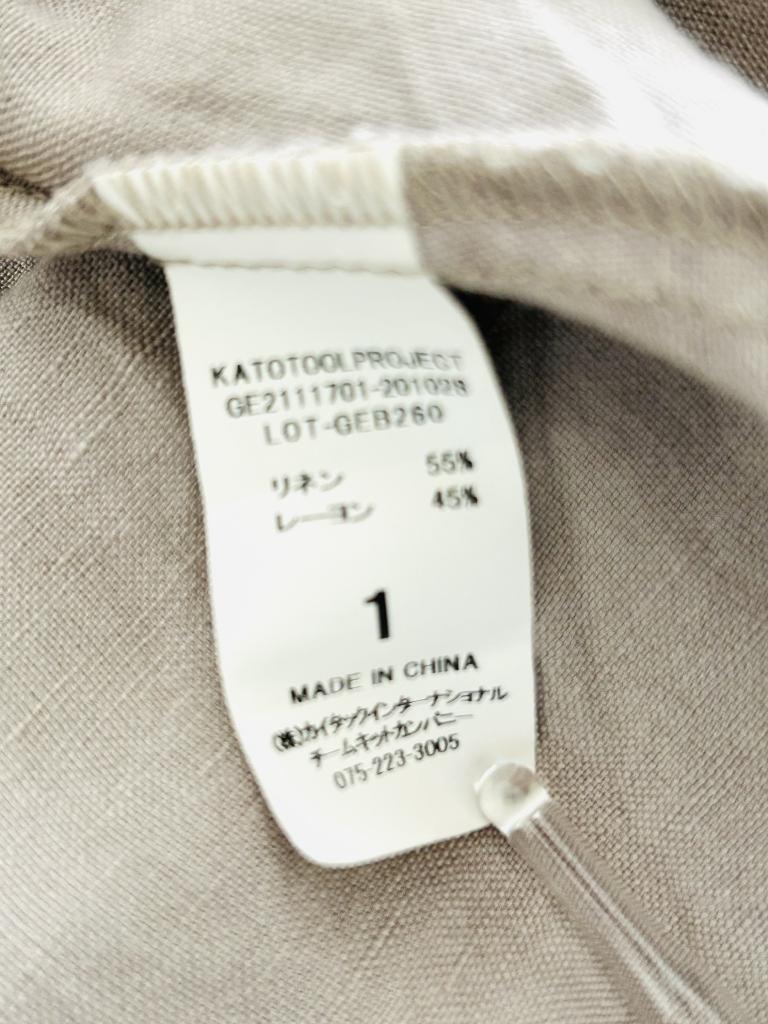 KATOTOOLPROJECT
GE2111701-201028
LOT-GEB260
リネン 55%
レーヨン 45%
1
MADE IN CHINA
(株)カイタックインターナショナル
チームキットカンパニー
075-223-3005